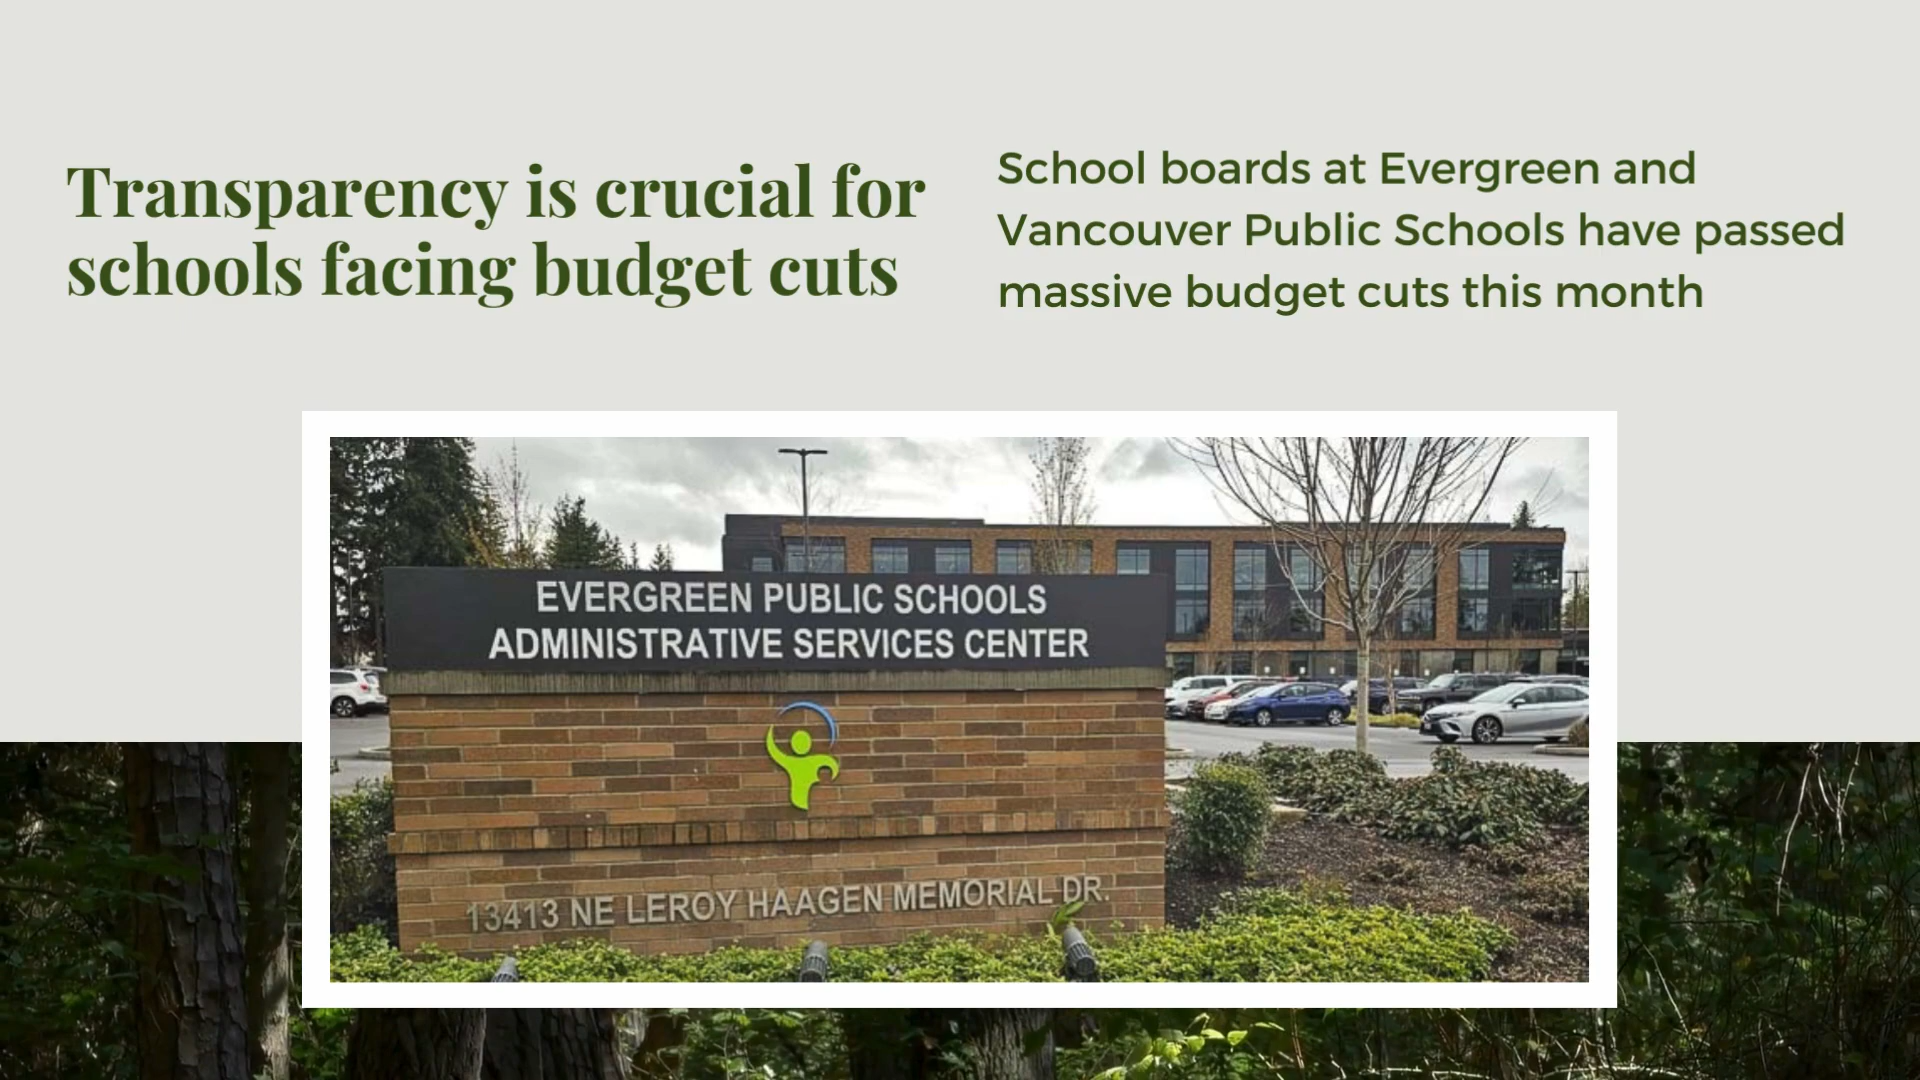 Transparency is crucial for
schools facing budget cuts
School boards at Evergreen and
Vancouver Public Schools have passed
massive budget cuts this month
EVERGREEN PUBLIC SCHOOLS
ADMINISTRATIVE SERVICES CENTER
13413 NE LEROY HAAGEN MEMORIAL DR.